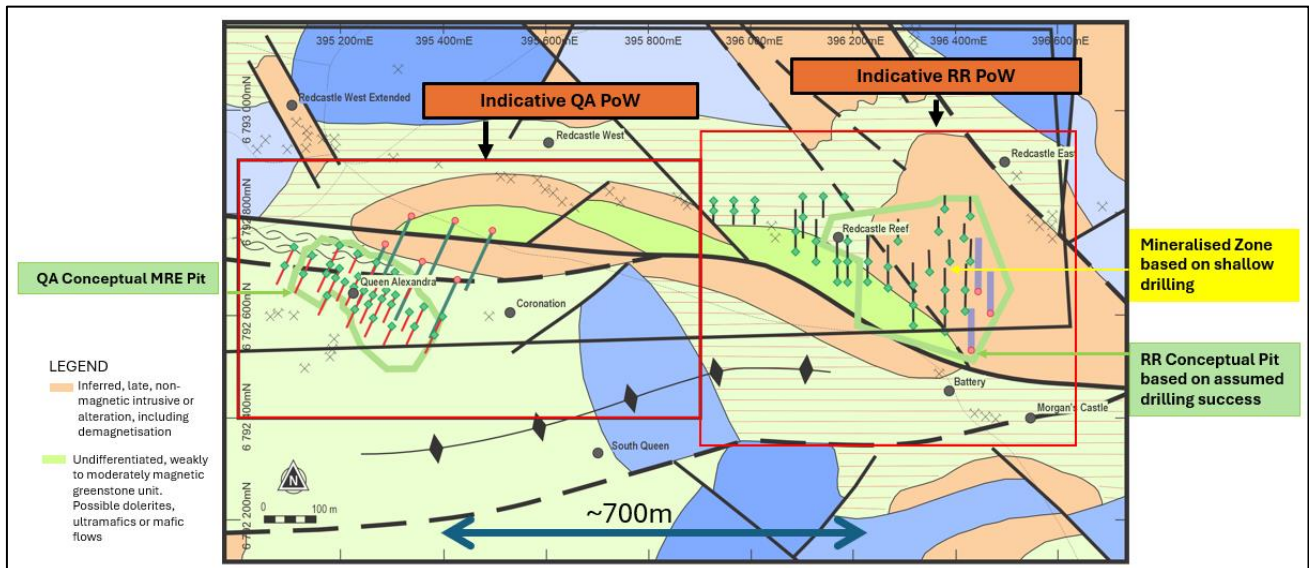 395 200mE
395 400mE
395 600mE
395 800mE
396 000mE
396 200mE
396 400mE
396 600mE
Indicative RR PoW
Indicative QA PoW
6 793 000mN
6 792 800mN
6 792 600mN
6 792 400mN
6 792 200mN
Redcastle West Extended
Redcastle West
Redcastle East
Redcastle Reef
Queen Alexandra
Coronation
Battery
Morgan's Castle
South Queen
QA Conceptual MRE Pit
Mineralised Zone
based on shallow
drilling
RR Conceptual Pit
based on assumed
drilling success
LEGEND
Inferred, late, non-
magnetic intrusive or
alteration, including
demagnetisation
Undifferentiated, weakly
to moderately magnetic
greenstone unit.
Possible dolerites,
ultramafics or mafic
flows
N
0 100 m
~700m